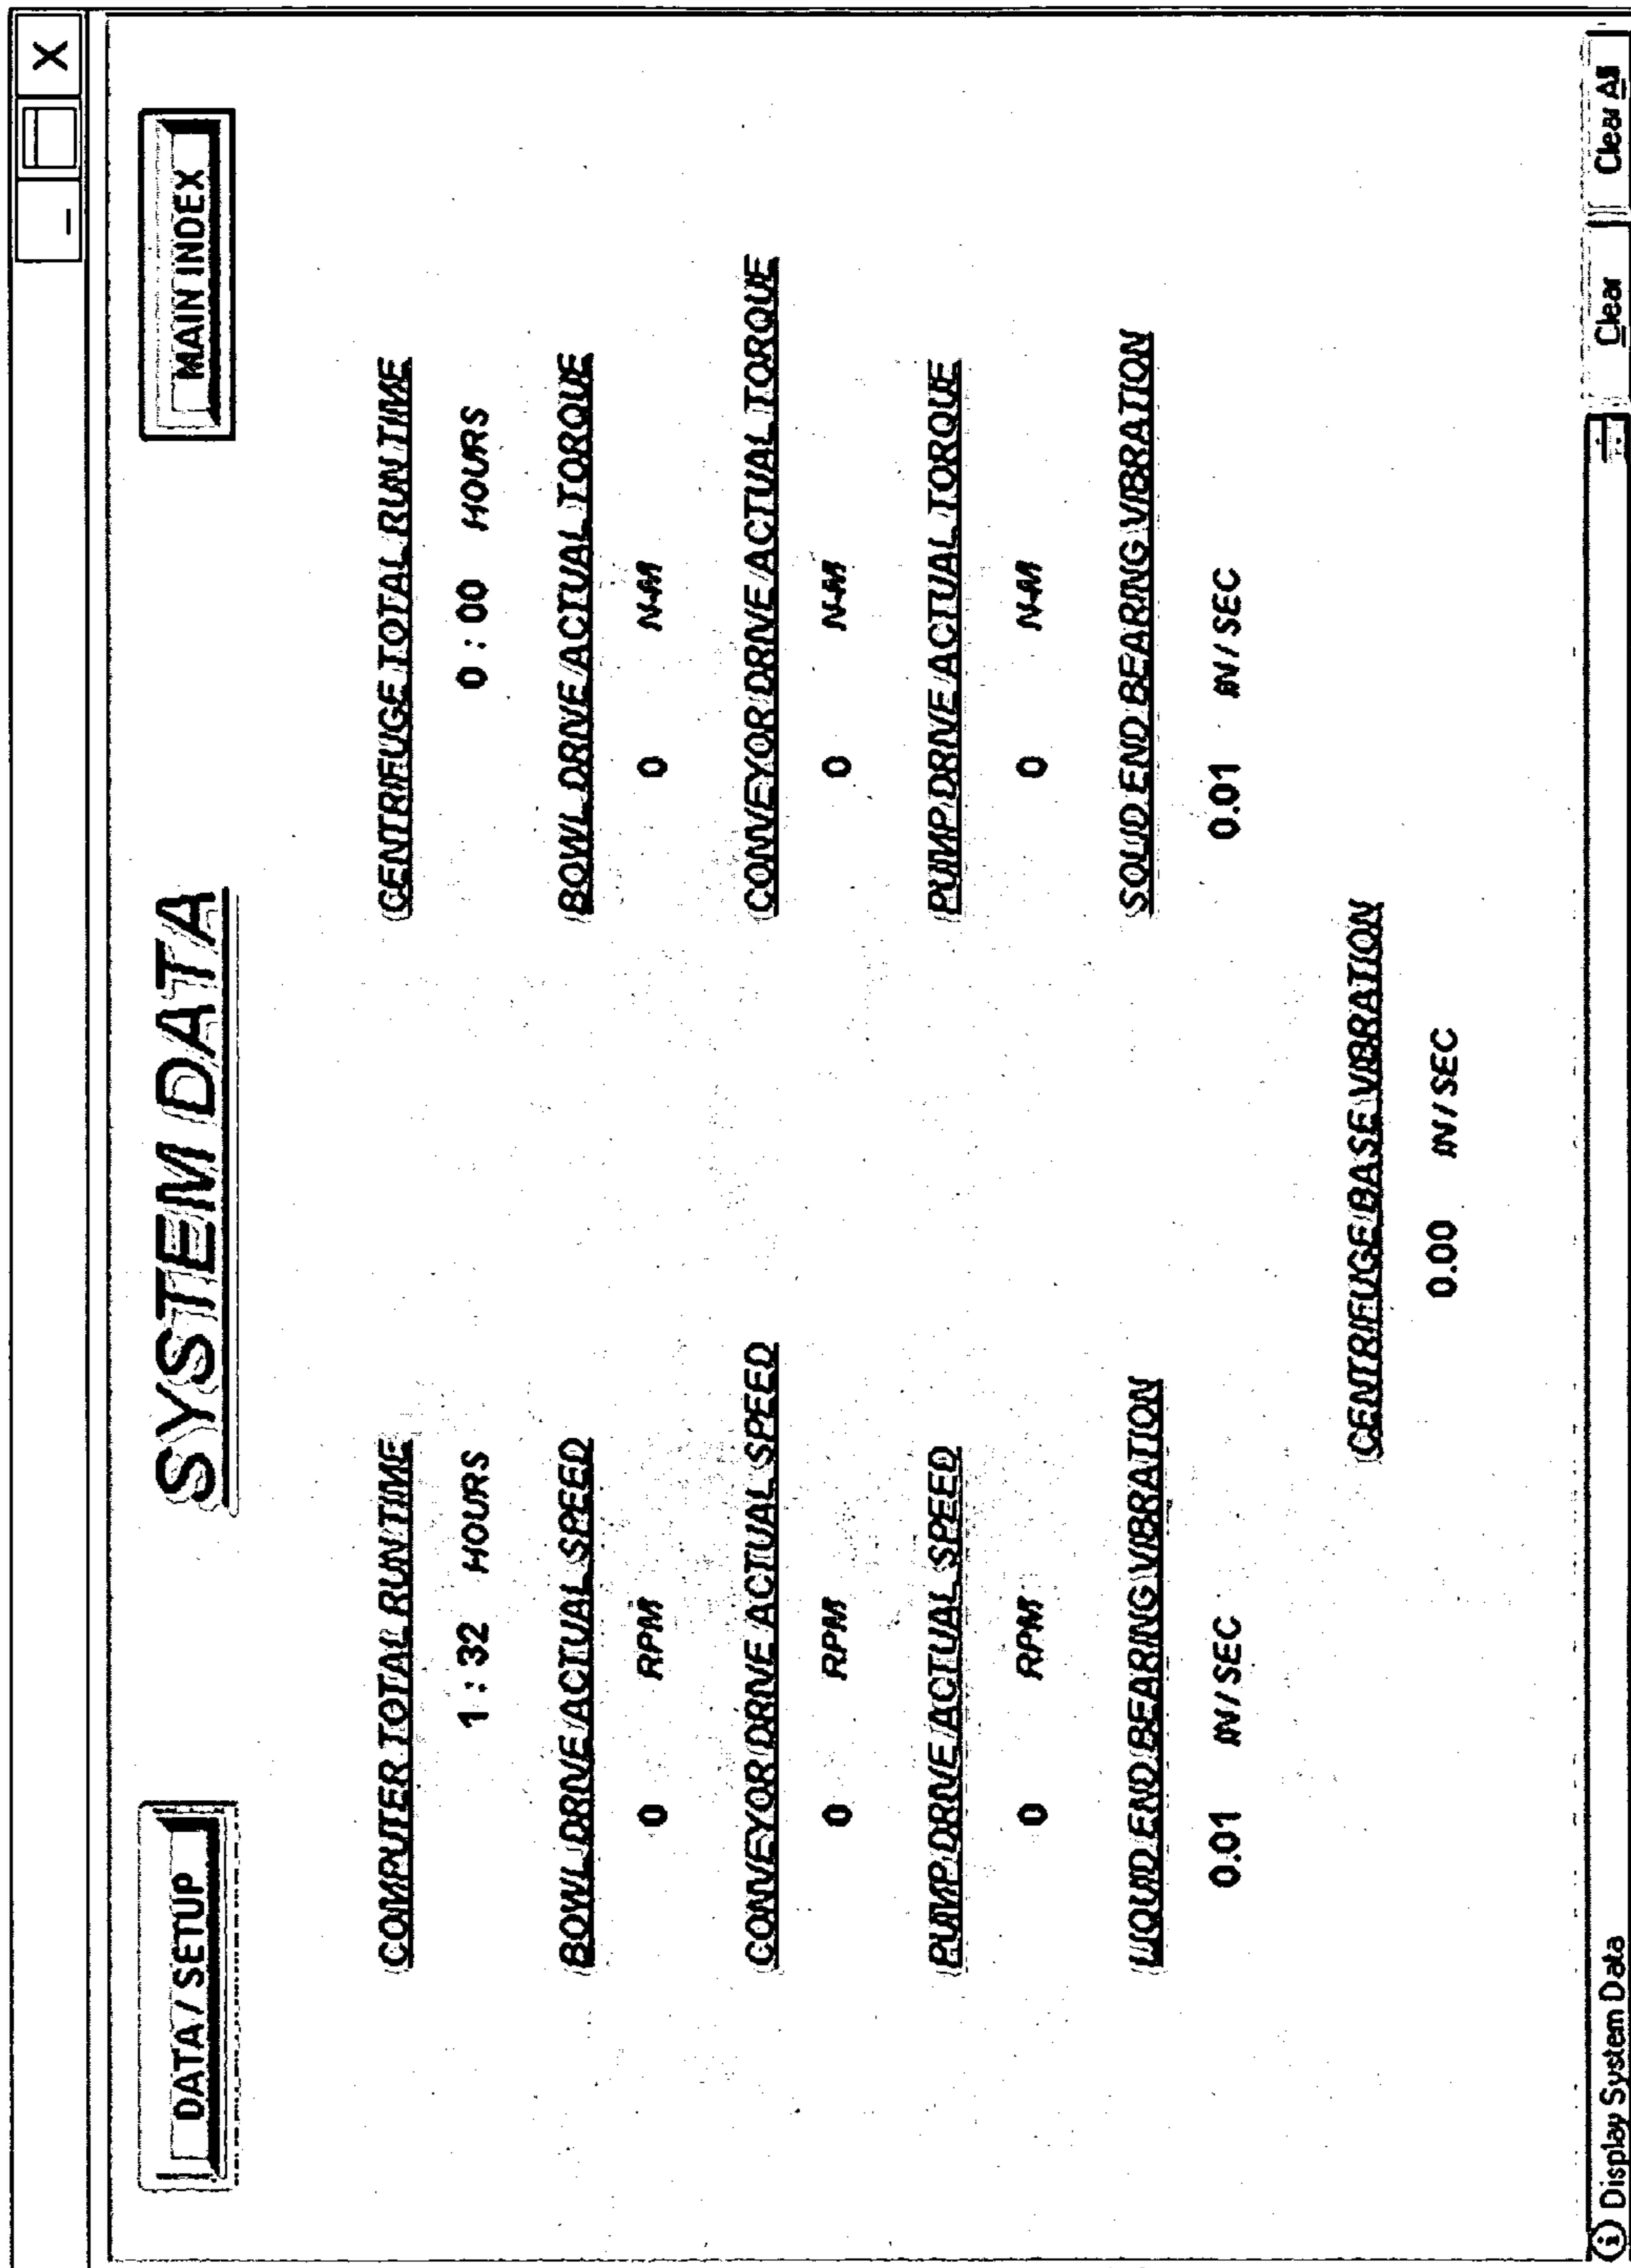 X
DATA / SETUP
SYSTEM DATA
MAIN INDEX
COMPUTER TOTAL RUN TIME
CENTRIFUGE TOTAL RUN TIME
1 : 32 HOURS
0 : 00 HOURS
BOWL DRIVE ACTUAL SPEED
BOWL DRIVE ACTUAL TORQUE
0 RPM
0 N-M
CONVEYOR DRIVE ACTUAL SPEED
CONVEYOR DRIVE ACTUAL TORQUE
0 RPM
0 N-M
PUMP DRIVE ACTUAL SPEED
PUMP DRIVE ACTUAL TORQUE
0 RPM
0 N-M
LIQUID END BEARING VIBRATION
SOLID END BEARING VIBRATION
0.01 IN / SEC
0.01 IN / SEC
CENTRIFUGE BASE VIBRATION
0.00 IN / SEC
Display System Data
Clear
Clear All